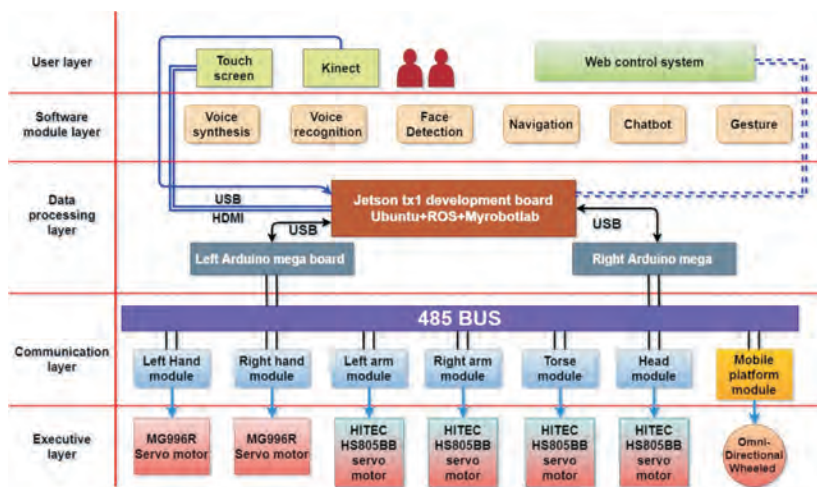 User layer
Touch
screen
Kinect
Web control system
Software
module layer
Voice
synthesis
Voice
recognition
Face
Detection
Navigation
Chatbot
Gesture
Data
processing
layer
USB
HDMI
Jetson tx1 development board
Ubuntu+ROS+Myrobotlab
USB
USB
Left Arduino mega board
Right Arduino mega
485 BUS
Communication
layer
Left Hand
module
Right hand
module
Left arm
module
Right arm
module
Torse
module
Head
module
Mobile
platform
module
Executive
layer
MG996R
Servo motor
MG996R
Servo motor
HITEC
HS805BB
servo
motor
HITEC
HS805BB
servo
motor
HITEC
HS805BB
servo
motor
HITEC
HS805BB
servo
motor
Omni-
Directional
Wheeled